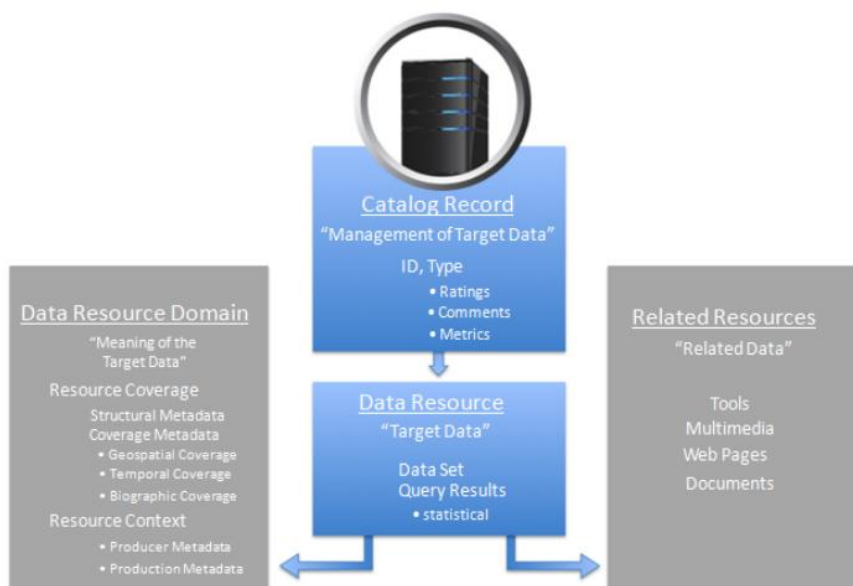 Catalog Record
“Management of Target Data”
ID, Type
• Ratings
• Comments
• Metrics
Data Resource Domain
“Meaning of the
Target Data”
Resource Coverage
Structural Metadata
Coverage Metadata
• Geospatial Coverage
• Temporal Coverage
• Biographic Coverage
Resource Context
• Producer Metadata
• Production Metadata
Data Resource
“Target Data”
Data Set
Query Results
• statistical
Related Resources
“Related Data”
Tools
Multimedia
Web Pages
Documents